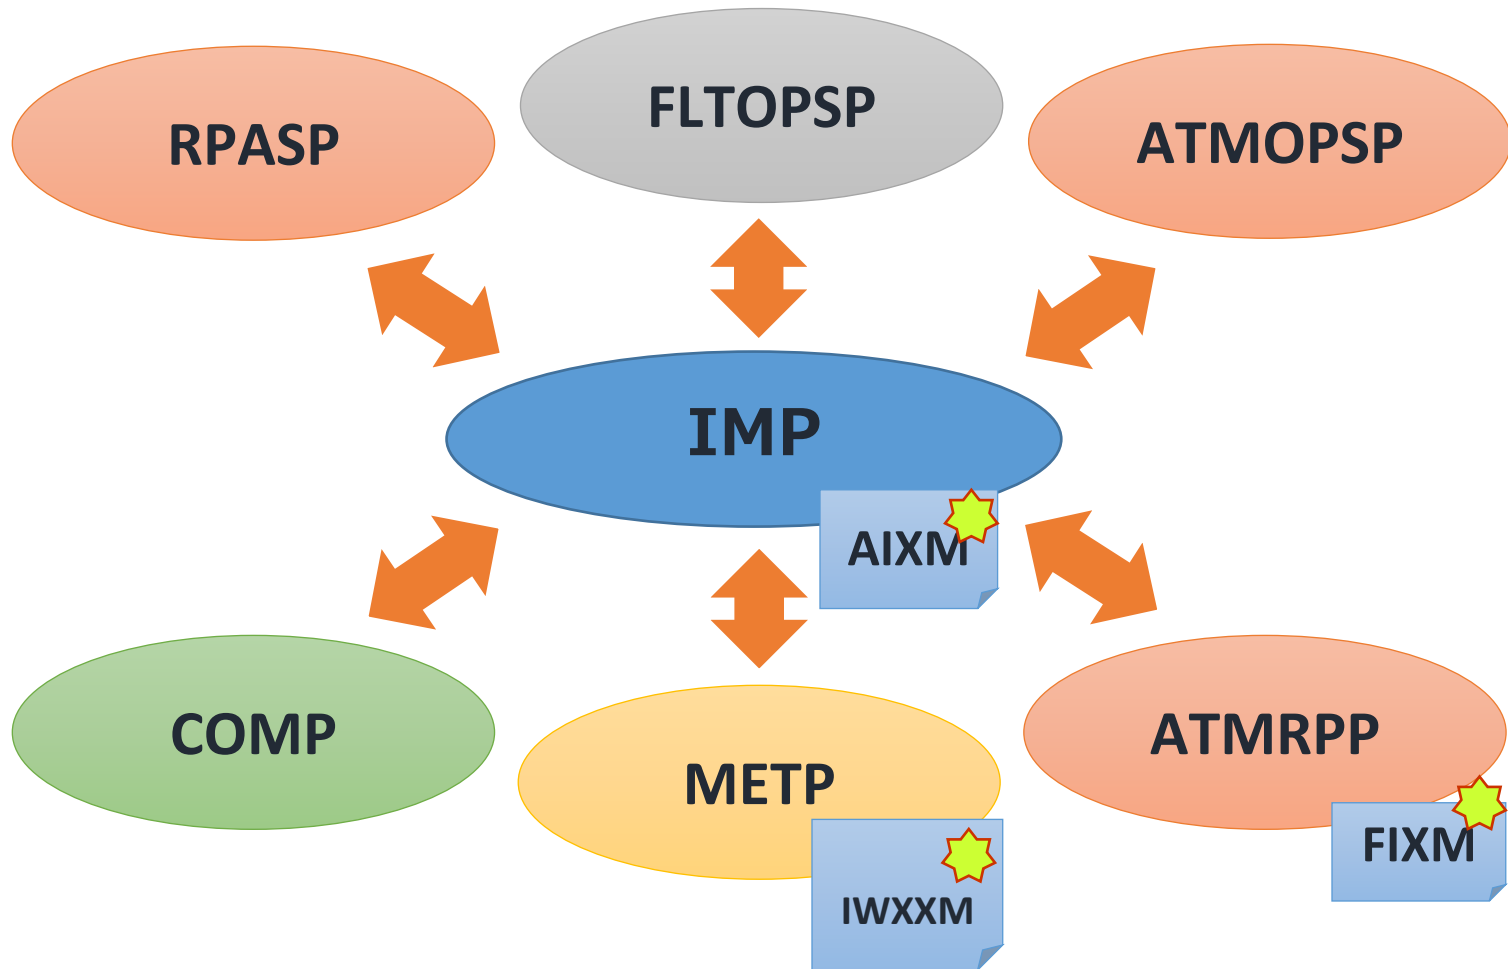 RPASP
FLTOPSP
ATMOPSP
IMP
AIXM
COMP
METP
ATMRPP
IWXXM
FIXM